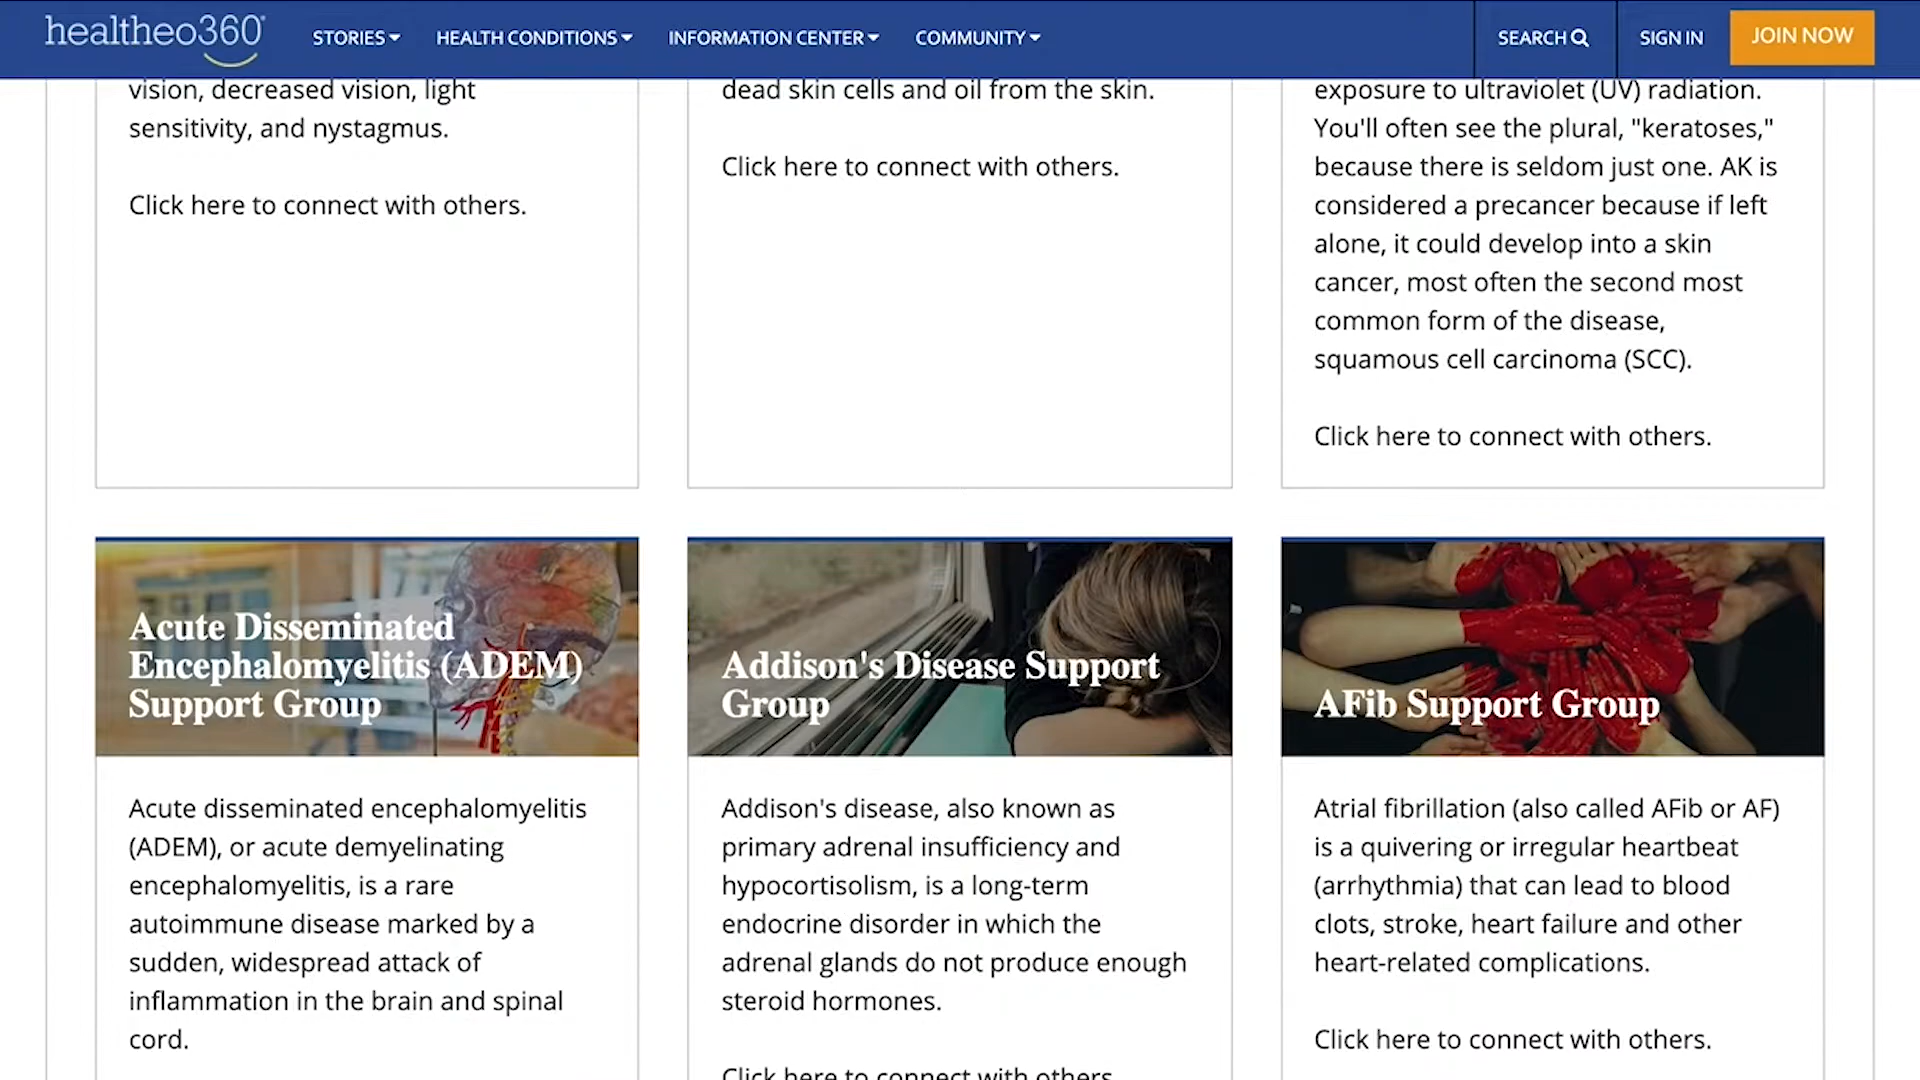 healtheo360
STORIES
HEALTH CONDITIONS
INFORMATION CENTER
COMMUNITY
SEARCH
SIGN IN
JOIN NOW
vision, decreased vision, light
sensitivity, and nystagmus.
Click here to connect with others.
dead skin cells and oil from the skin.
Click here to connect with others.
exposure to ultraviolet (UV) radiation.
You'll often see the plural, "keratoses,"
because there is seldom just one. AK is
considered a precancer because if left
alone, it could develop into a skin
cancer, most often the second most
common form of the disease,
squamous cell carcinoma (SCC).
Click here to connect with others.
Acute Disseminated
Encephalomyelitis (ADEM)
Support Group
Acute disseminated encephalomyelitis
(ADEM), or acute demyelinating
encephalomyelitis, is a rare
autoimmune disease marked by a
sudden, widespread attack of
inflammation in the brain and spinal
cord.
Addison's Disease Support
Group
Addison's disease, also known as
primary adrenal insufficiency and
hypocortisolism, is a long-term
endocrine disorder in which the
adrenal glands do not produce enough
steroid hormones.
Click here to connect with others.
AFib Support Group
Atrial fibrillation (also called AFib or AF)
is a quivering or irregular heartbeat
(arrhythmia) that can lead to blood
clots, stroke, heart failure and other
heart-related complications.
Click here to connect with others.